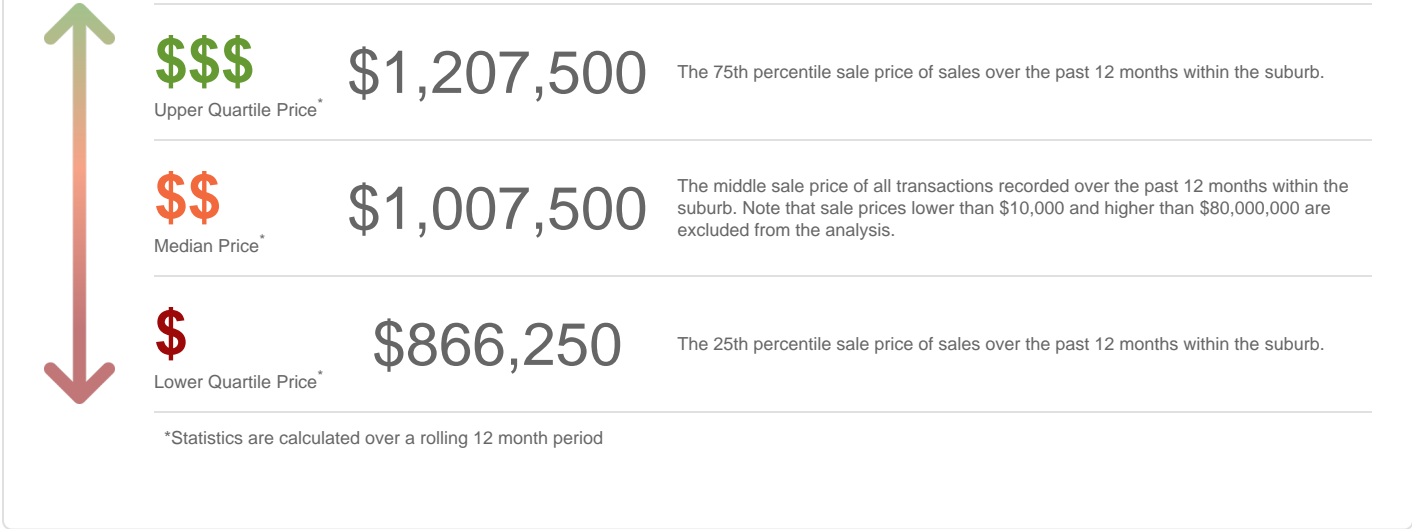 $$$
Upper Quartile Price*
$1,207,500
The 75th percentile sale price of sales over the past 12 months within the suburb.
$$
Median Price*
$1,007,500
The middle sale price of all transactions recorded over the past 12 months within the
suburb. Note that sale prices lower than $10,000 and higher than $80,000,000 are
excluded from the analysis.
$
Lower Quartile Price*
$866,250
The 25th percentile sale price of sales over the past 12 months within the suburb.
*Statistics are calculated over a rolling 12 month period